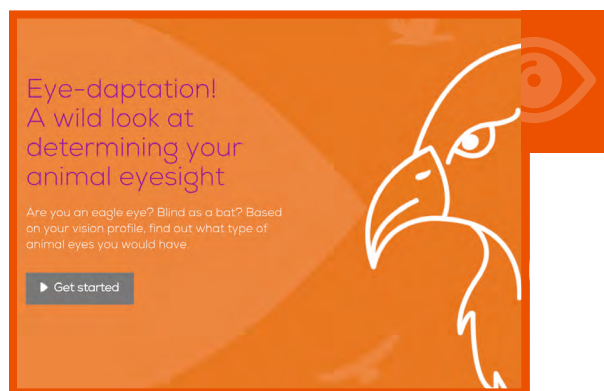 Eye-daptation!
A wild look at
determining your
animal eyesight
Are you an eagle eye? Blind as a bat? Based
on your vision profile, find out what type of
animal eyes you would have.
Get started